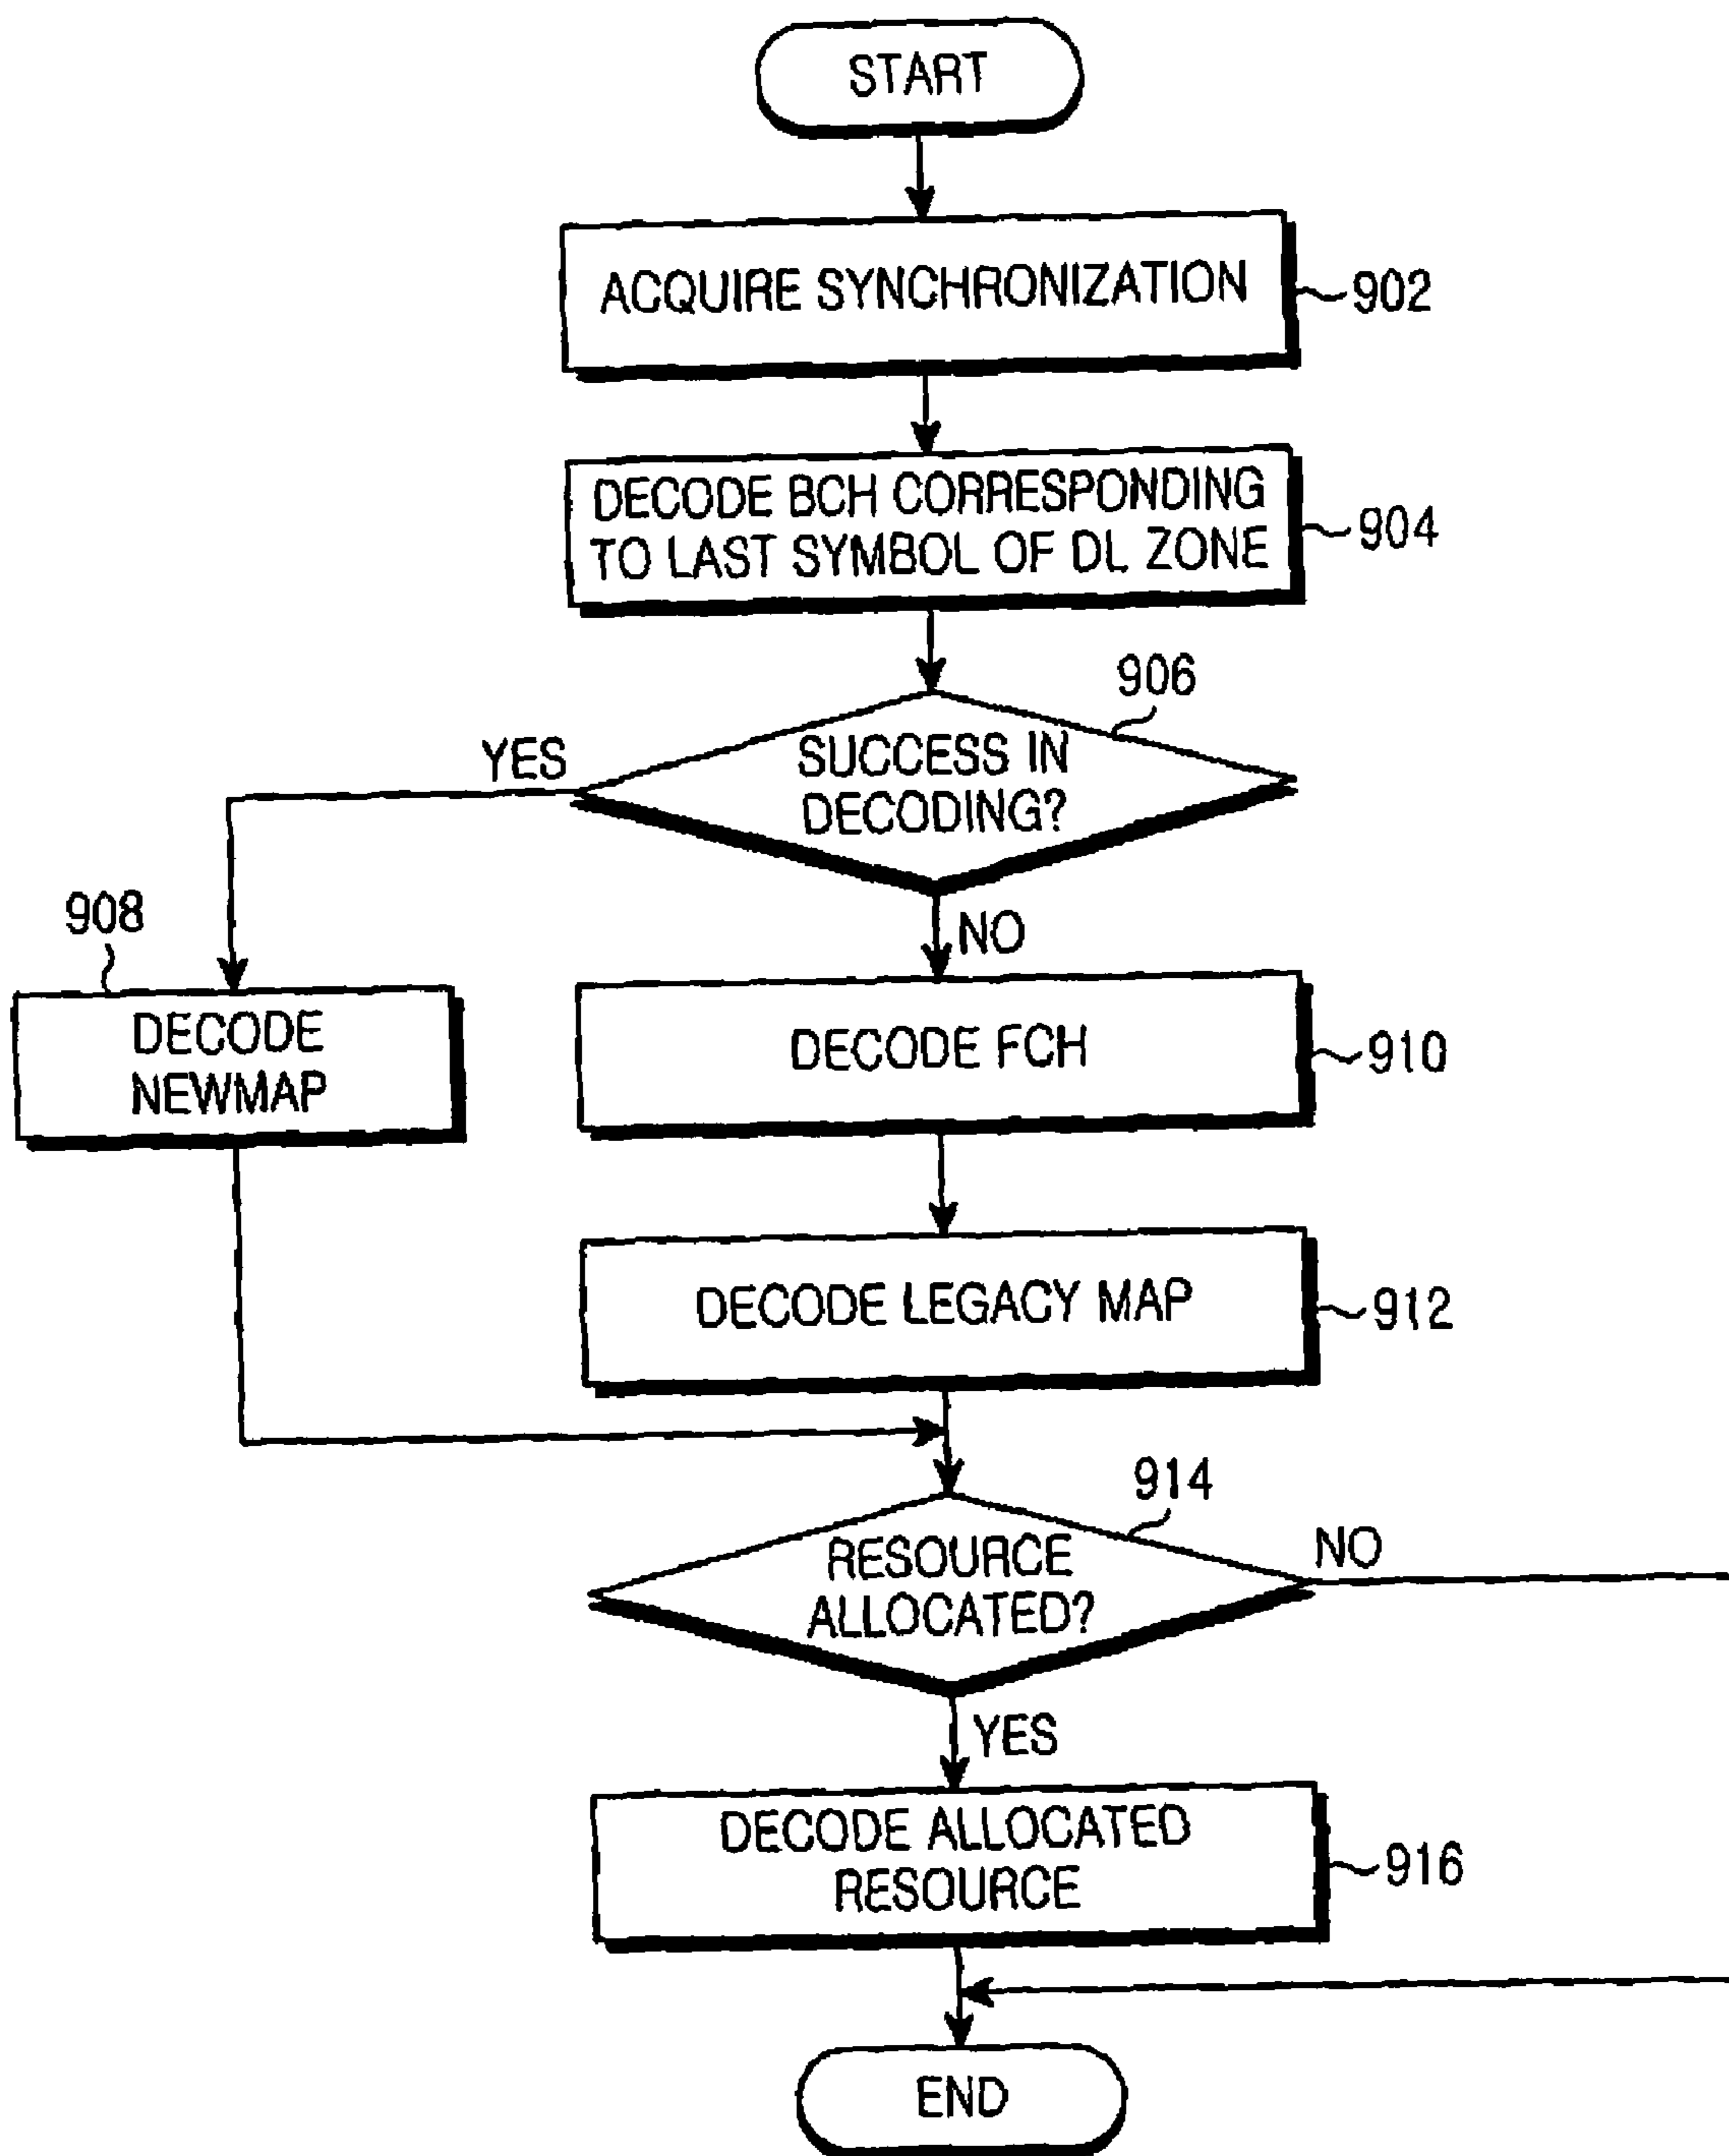 START
ACQUIRE SYNCHRONIZATION
902
DECODE BCH CORRESPONDING
TO LAST SYMBOL OF DL ZONE
904
906
SUCCESS IN
DECODING?
YES
NO
908
DECODE
NEWMAP
DECODE FCH
910
DECODE LEGACY MAP
912
914
RESOURCE
ALLOCATED?
NO
YES
DECODE ALLOCATED
RESOURCE
916
END